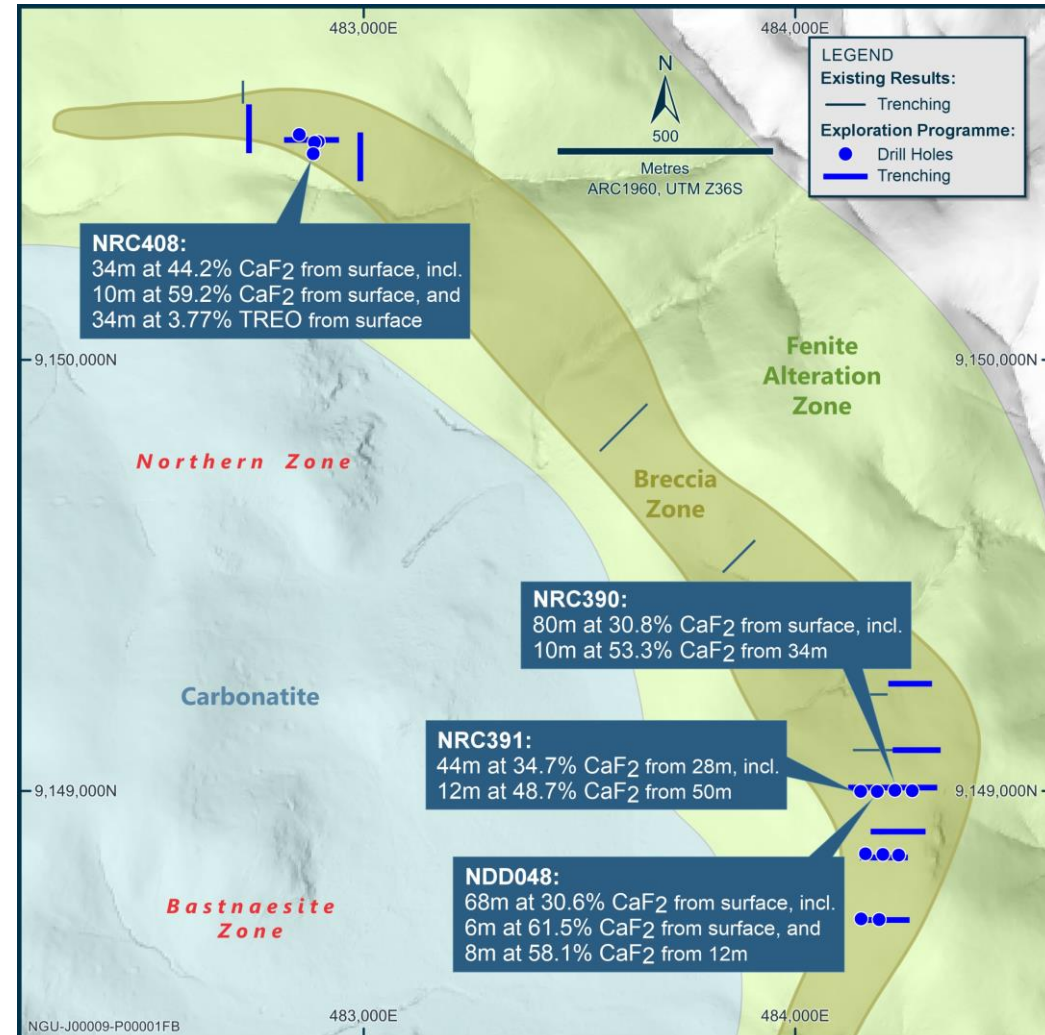 483,000E
484,000E
LEGEND
Existing Results:
Trenching
Exploration Programme:
Drill Holes
Trenching
N
500
Metres
ARC1960, UTM Z36S
NRC408:
34m at 44.2% CaF2 from surface, incl.
10m at 59.2% CaF2 from surface, and
34m at 3.77% TREO from surface
9,150,000N
9,150,000N
Fenite
Alteration
Zone
Northern Zone
Breccia
Zone
NRC390:
80m at 30.8% CaF2 from surface, incl.
10m at 53.3% CaF2 from 34m
Carbonatite
NRC391:
44m at 34.7% CaF2 from 28m, incl.
12m at 48.7% CaF2 from 50m
9,149,000N
9,149,000N
NDD048:
68m at 30.6% CaF2 from surface, incl.
6m at 61.5% CaF2 from surface, and
8m at 58.1% CaF2 from 12m
Bastnaesite
Zone
NGU-J00009-P00001FB
483,000E
484,000E